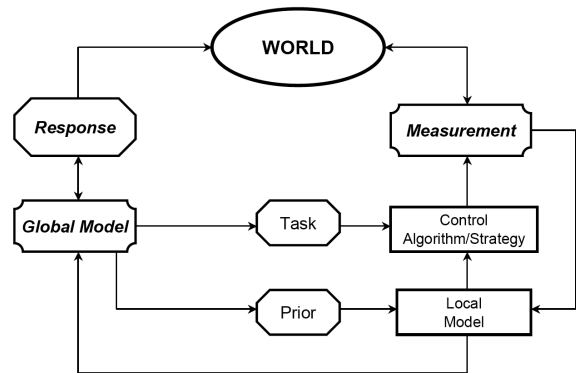 WORLD
Response
Measurement
Global Model
Task
Control
Algorithm/Strategy
Prior
Local
Model